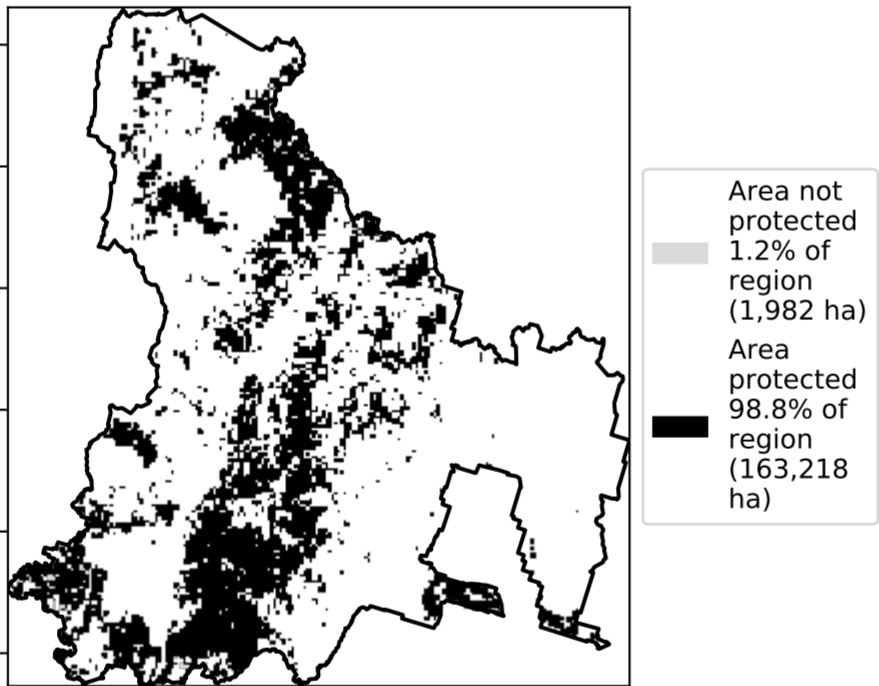 Area not
protected
1.2% of
region
(1,982 ha)
Area
protected
98.8% of
region
(163,218
ha)